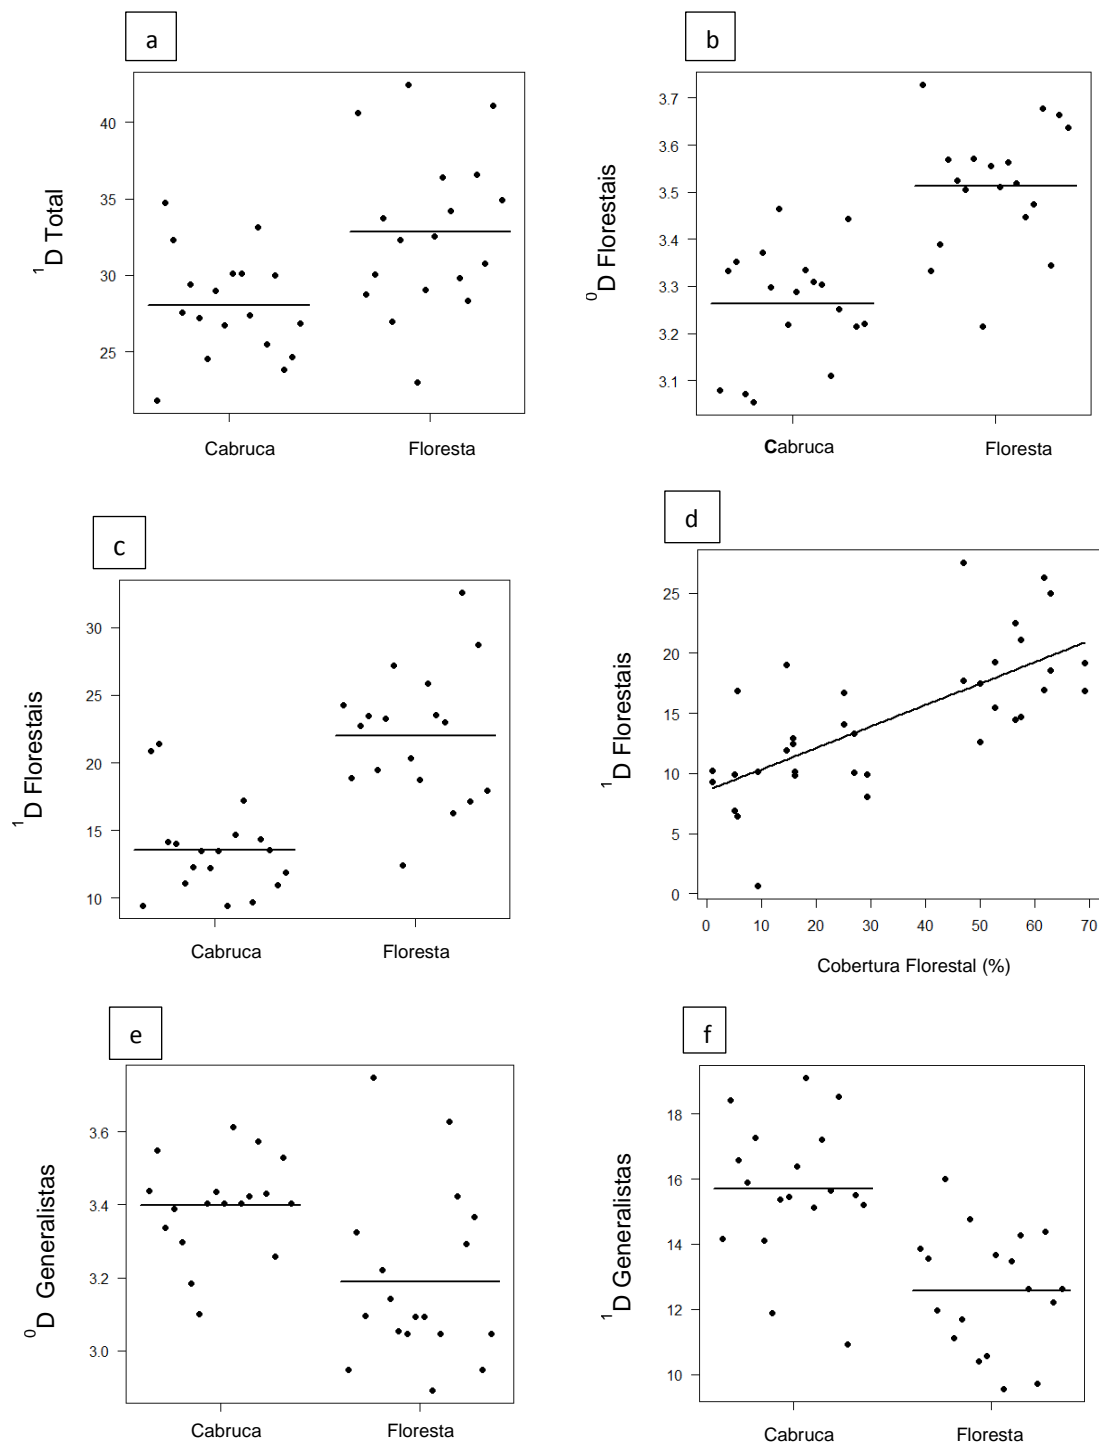 a
40
35
30
25
1D Total
Cabruca
Floresta
b
3.7
3.6
3.5
3.4
3.3
3.2
3.1
0D Florestais
Cabruca
Floresta
c
30
25
20
15
10
1D Florestais
Cabruca
Floresta
d
25
20
15
10
5
0
1D Florestais
0 10 20 30 40 50 60 70
Cobertura Florestal (%)
e
3.6
3.4
3.2
3.0
0D Generalistas
Cabruca
Floresta
f
18
16
14
12
10
1D Generalistas
Cabruca
Floresta